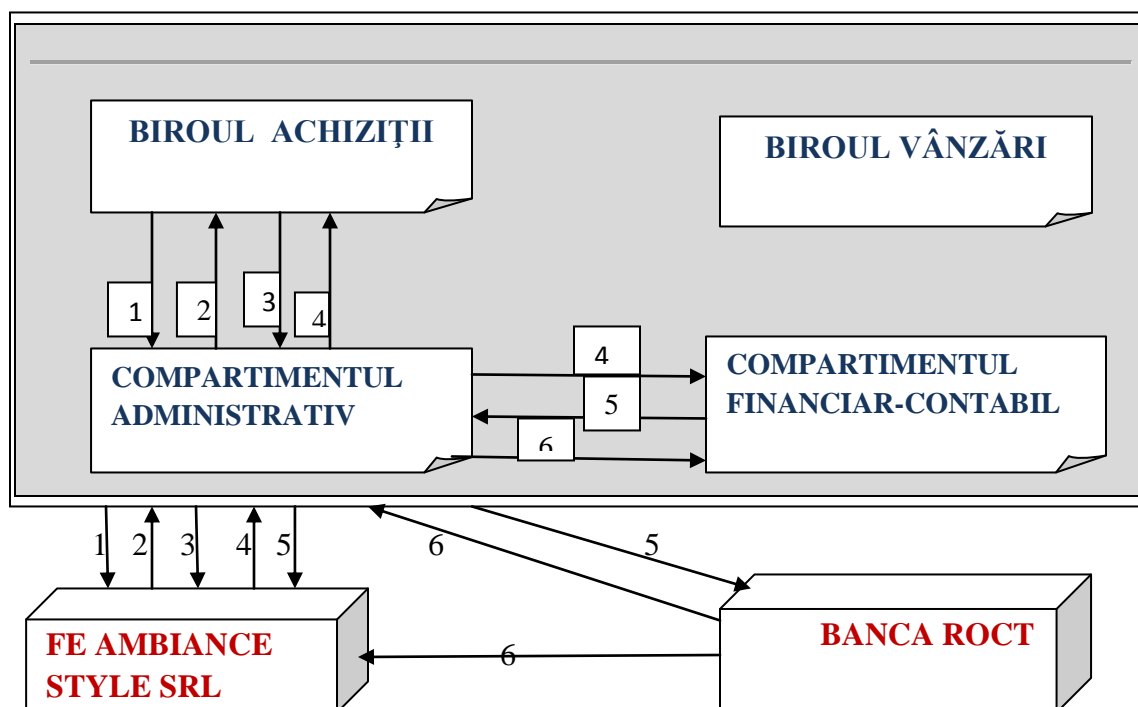 BIROUL ACHIZIŢII
BIROUL VÂNZĂRI
1
2
3
4
COMPARTIMENTUL
ADMINISTRATIV
4
5
6
COMPARTIMENTUL
FINANCIAR-CONTABIL
1
2
3
4
5
6
5
FE AMBIANCE
STYLE SRL
6
BANCA ROCT